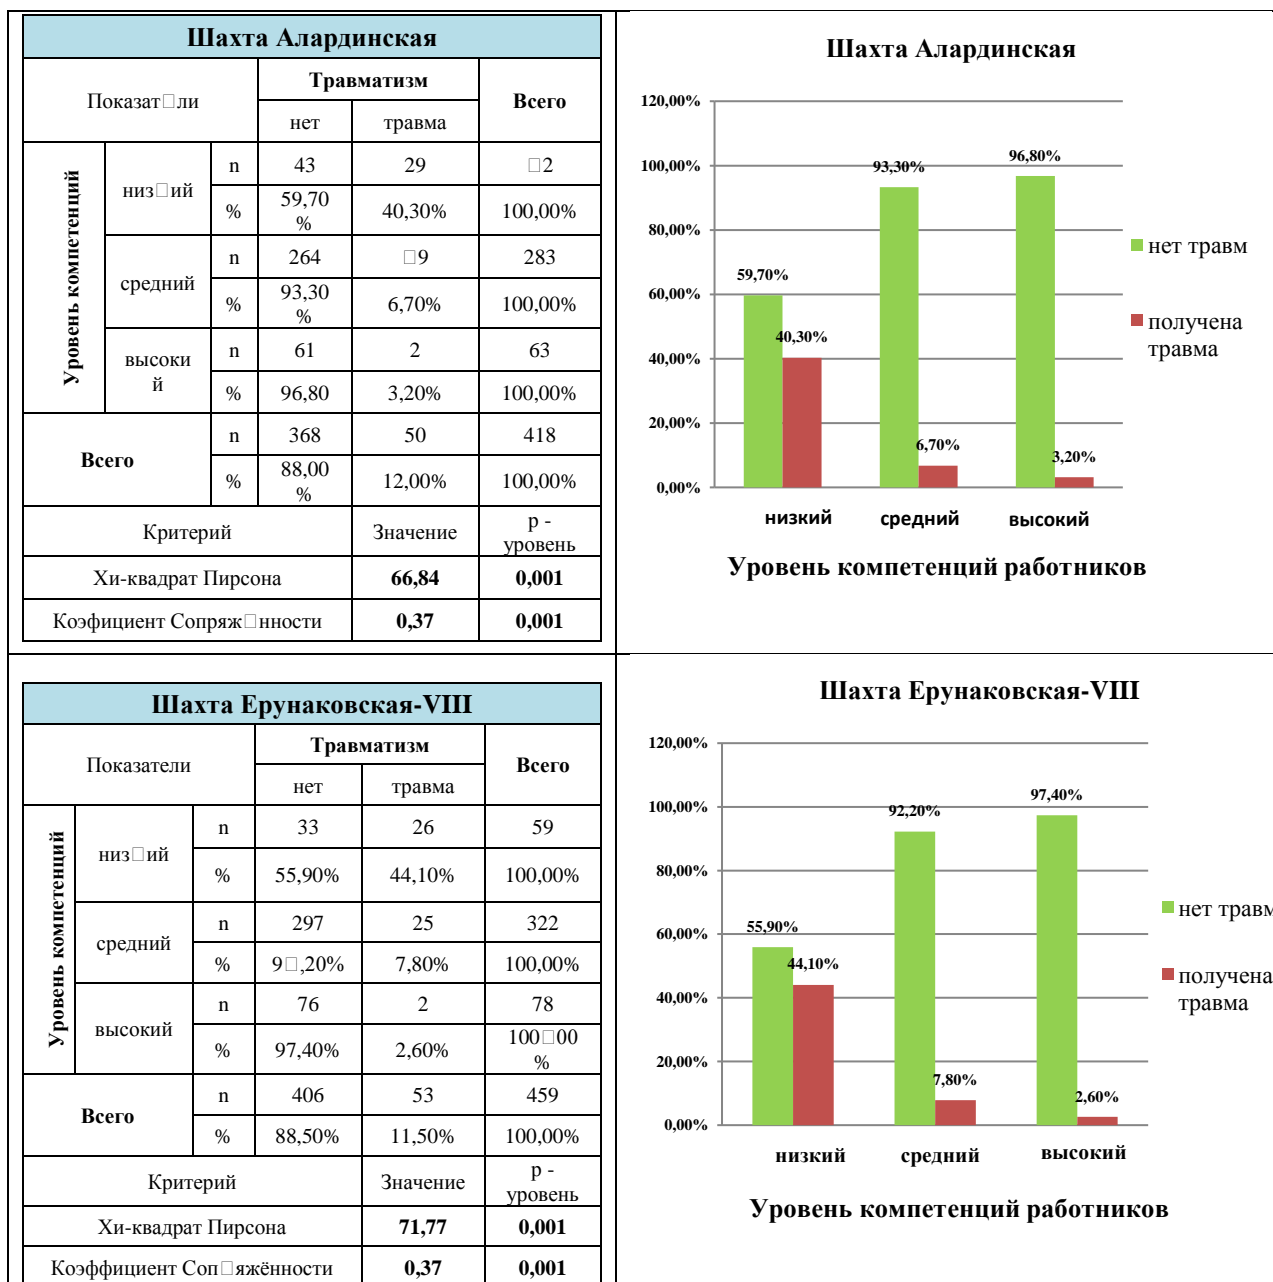 Шахта Алардинская
Показат□ли
Травматизм
Всего
нет
травма
Уровень компетенций
низ□ий
n
43
29
□2
%
59,70
%
40,30%
100,00%
средний
n
264
□9
283
%
93,30
%
6,70%
100,00%
высоки
й
n
61
2
63
%
96,80
3,20%
100,00%
Всего
n
368
50
418
%
88,00
%
12,00%
100,00%
Критерий
Значение
p -
уровень
Хи-квадрат Пирсона
66,84
0,001
Коэфициент Сопряж□нности
0,37
0,001
Шахта Алардинская
120,00%
100,00%
80,00%
60,00%
40,00%
20,00%
0,00%
59,70%
40,30%
93,30%
6,70%
96,80%
3,20%
низкий
средний
высокий
Уровень компетенций работников
нет травм
получена
травма
Шахта Ерунаковская-VIII
Показатели
Травматизм
Всего
нет
травма
Уровень компетенций
низ□ий
n
33
26
59
%
55,90%
44,10%
100,00%
средний
n
297
25
322
%
9□,20%
7,80%
100,00%
высокий
n
76
2
78
%
97,40%
2,60%
100□00
%
Всего
n
406
53
459
%
88,50%
11,50%
100,00%
Критерий
Значение
p -
уровень
Хи-квадрат Пирсона
71,77
0,001
Коэффициент Соп□яжённости
0,37
0,001
Шахта Ерунаковская-VIII
120,00%
100,00%
80,00%
60,00%
40,00%
20,00%
0,00%
55,90%
44,10%
92,20%
7,80%
97,40%
2,60%
низкий
средний
высокий
Уровень компетенций работников
нет травм
получена
травма